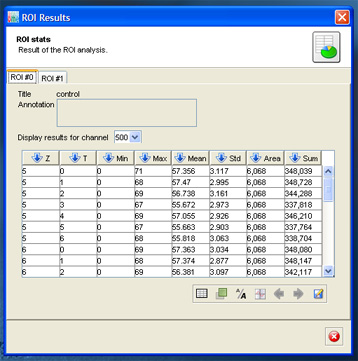 ROI Results
ROI stats
Result of the ROI analysis.
ROI #0 ROI #1
Title control
Annotation
Display results for channel 500
Z T Min Max Mean Std Area Sum
5 0 0 71 57.356 3.117 6,068 348,039
5 1 0 68 57.47 2.995 6,068 348,728
5 2 0 69 56.738 3.161 6,068 344,288
5 3 0 67 55.672 2.973 6,068 337,818
5 4 0 69 57.055 2.926 6,068 346,210
5 5 0 67 55.663 2.903 6,068 337,764
5 6 0 68 55.818 3.063 6,068 338,704
6 0 0 69 57.363 3.034 6,068 348,080
6 1 0 68 57.374 2.877 6,068 348,147
6 2 0 69 56.381 3.097 6,068 342,117
A/A